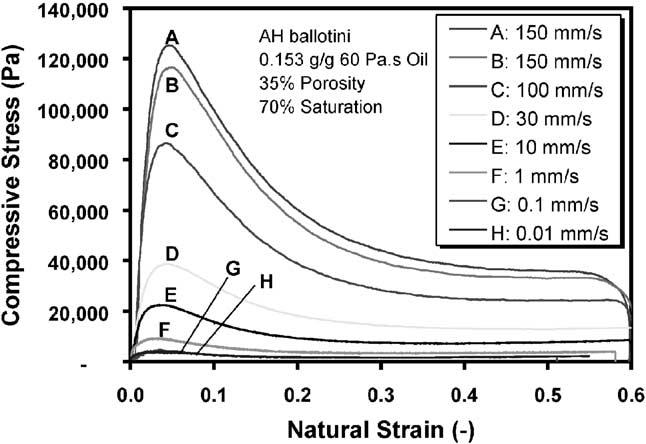 Compressive Stress (Pa)
140,000
120,000
100,000
80,000
60,000
40,000
20,000
-
A
B
C
D
E
F
G
H
AH ballotini
0.153 g/g 60 Pa.s Oil
35% Porosity
70% Saturation
A: 150 mm/s
B: 150 mm/s
C: 100 mm/s
D: 30 mm/s
E: 10 mm/s
F: 1 mm/s
G: 0.1 mm/s
H: 0.01 mm/s
0.0 0.1 0.2 0.3 0.4 0.5 0.6
Natural Strain (-)